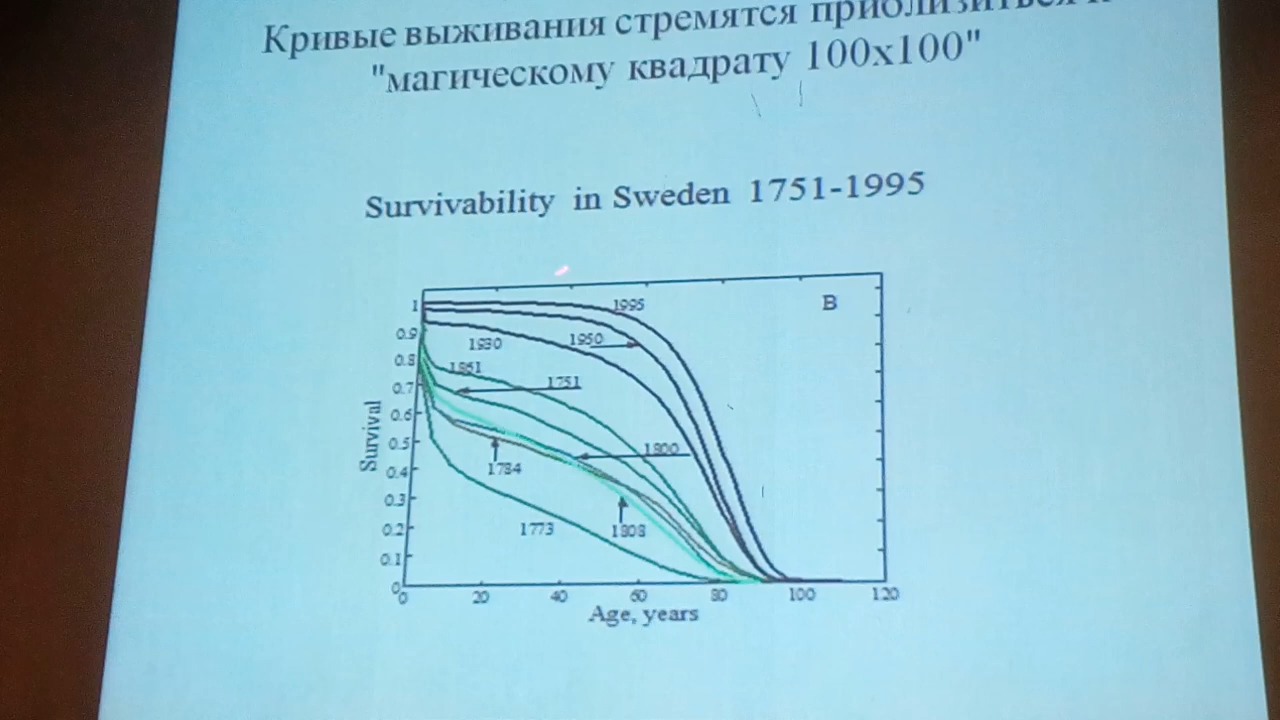 Кривые выживания стремятся приблизиться к
"магическому квадрату 100x100"
Survivability in Sweden 1751-1995
B
1995
1950
1930
1861
1751
1800
1784
1773
1808
Survival
1
0.9
0.8
0.7
0.6
0.5
0.4
0.3
0.2
0.1
0
0 20 40 60 80 100 120
Age, years